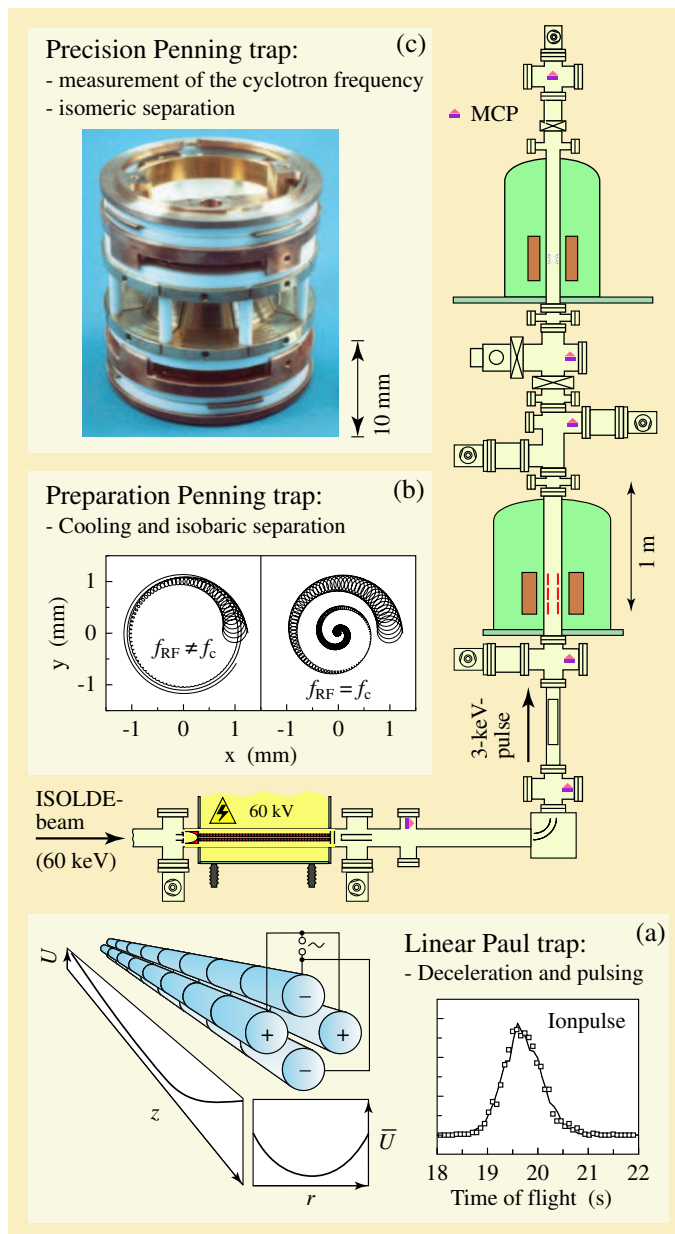 Precision Penning trap:
(c)
- measurement of the cyclotron frequency
- isomeric separation
10 mm
MCP
Preparation Penning trap:
(b)
- Cooling and isobaric separation
y (mm)
1
0
-1
f_RF ≠ f_c
f_RF = f_c
-1 0 1 -1 0 1
x (mm)
1 m
3-keV-
pulse
ISOLDE-
beam
(60 keV)
60 kV
(a)
Linear Paul trap:
- Deceleration and pulsing
U
z
~
−
+ +
−
U̅
r
Ionpulse
18 19 20 21 22
Time of flight (s)